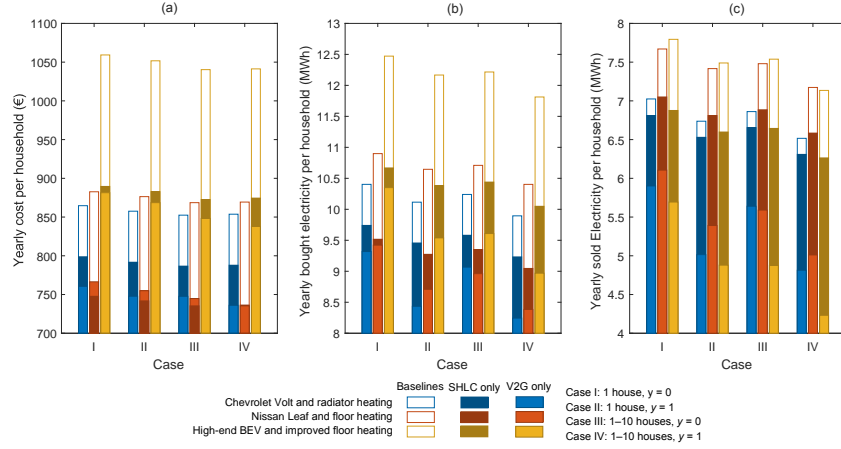 (a)
1100
1050
1000
950
900
850
800
750
700
Yearly cost per household (€)
I II III IV
Case
(b)
13
12.5
12
11.5
11
10.5
10
9.5
9
8.5
8
Yearly bought electricity per household (MWh)
I II III IV
Case
(c)
8
7.5
7
6.5
6
5.5
5
4.5
4
Yearly sold Electricity per household (MWh)
I II III IV
Case
Baselines SHLC only V2G only
Chevrolet Volt and radiator heating
Nissan Leaf and floor heating
High-end BEV and improved floor heating
Case I: 1 house, y = 0
Case II: 1 house, y = 1
Case III: 1–10 houses, y = 0
Case IV: 1–10 houses, y = 1